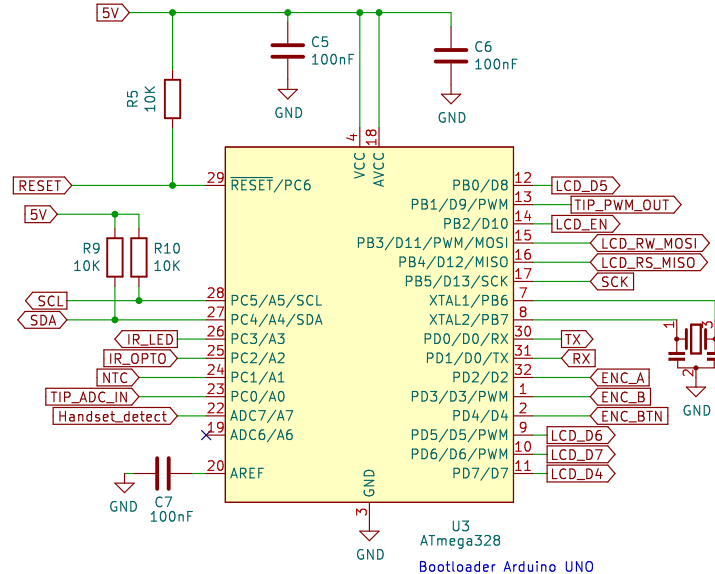 5V
C5
100nF
C6
100nF
R5
10K
GND
GND
4
18
VCC
AVCC
RESET
29
RESET/PC6
PB0/D8
12
LCD_D5
PB1/D9/PWM
13
TIP_PWM_OUT
5V
PB2/D10
14
LCD_EN
R9
10K
R10
10K
PB3/D11/PWM/MOSI
15
LCD_RW_MOSI
PB4/D12/MISO
16
LCD_RS_MISO
PB5/D13/SCK
17
SCK
SCL
28
PC5/A5/SCL
XTAL1/PB6
7
SDA
27
PC4/A4/SDA
XTAL2/PB7
8
1
3
2
GND
IR_LED
26
PC3/A3
PD0/D0/RX
30
TX
IR_OPTO
25
PC2/A2
PD1/D0/TX
31
RX
NTC
24
PC1/A1
PD2/D2
32
ENC_A
TIP_ADC_IN
23
PC0/A0
PD3/D3/PWM
1
ENC_B
Handset_detect
22
ADC7/A7
PD4/D4
2
ENC_BTN
19
ADC6/A6
PD5/D5/PWM
9
LCD_D6
PD6/D6/PWM
10
LCD_D7
20
AREF
PD7/D7
11
LCD_D4
GND
C7
100nF
GND
3
GND
U3
ATmega328
Bootloader Arduino UNO